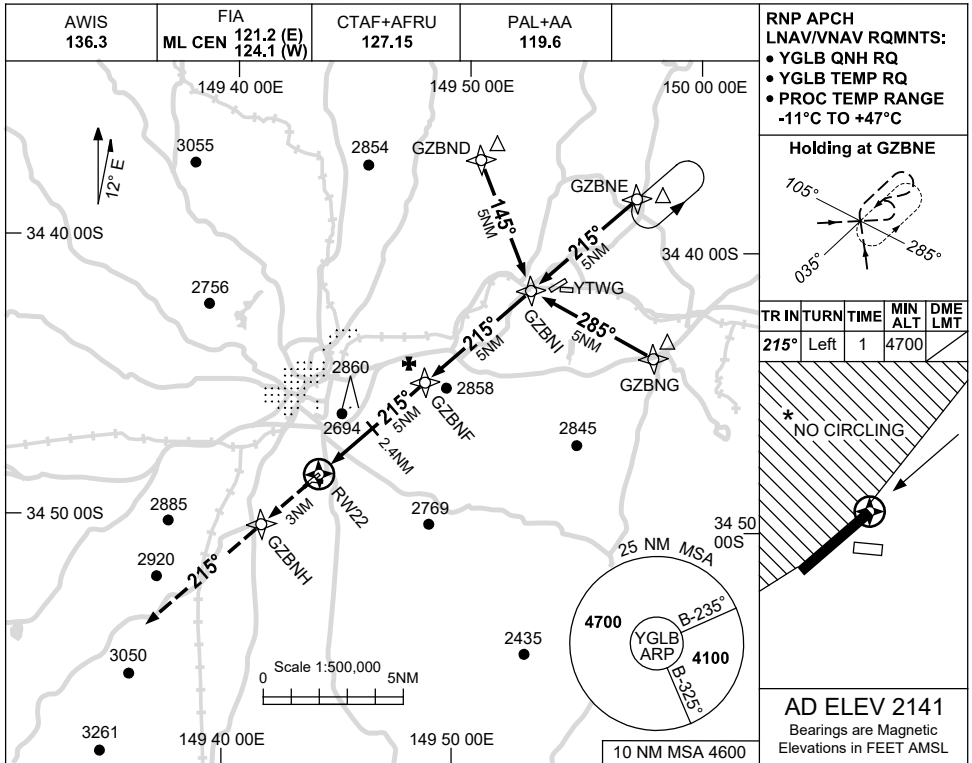 AWIS
136.3
FIA
ML CEN 121.2 (E)
124.1 (W)
CTAF+AFRU
127.15
PAL+AA
119.6
RNP APCH
LNAV/VNAV RQMNTS:
• YGLB QNH RQ
• YGLB TEMP RQ
• PROC TEMP RANGE
-11°C TO +47°C
149 40 00E
149 50 00E
150 00 00E
3055
2854
GZBND
GZBNE
12° E
145°
5NM
215°
5NM
34 40 00S
34 40 00S
YTWG
2756
GZBNI
285°
5NM
215°
5NM
GZBNG
2860
2858
GZBNF
215°
5NM
2694
2.4NM
2845
RW22
3NM
2885
2769
34 50 00S
34 50
00S
GZBNH
2920
215°
25 NM MSA
4700
B-235°
YGLB
ARP
4100
B-325°
2435
3050
Scale 1:500,000
0
5NM
3261
149 40 00E
149 50 00E
10 NM MSA 4600
Holding at GZBNE
105°
285°
035°
TR IN
TURN
TIME
MIN
ALT
DME
LMT
215°
Left
1
4700
*
NO CIRCLING
AD ELEV 2141
Bearings are Magnetic
Elevations in FEET AMSL